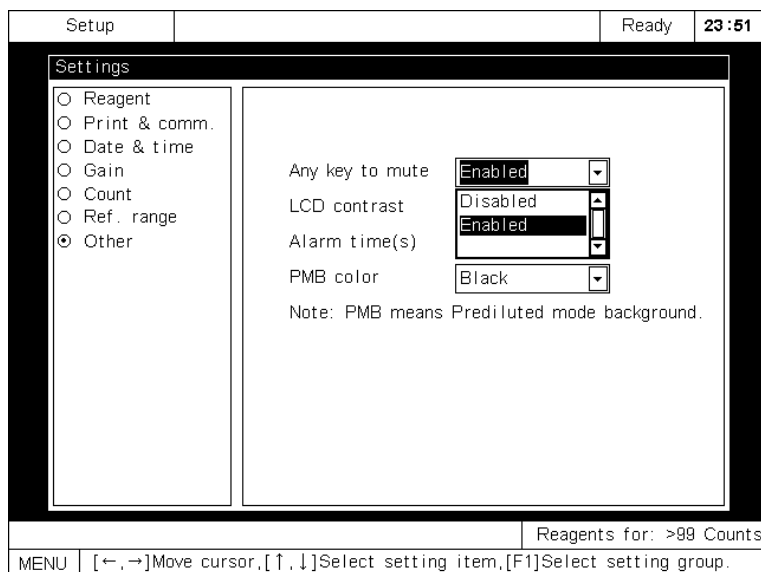 Setup Ready 23:51
Settings
Reagent
Print & comm.
Date & time
Gain
Count
Ref. range
Other
Any key to mute Enabled
LCD contrast Disabled
Enabled
Alarm time(s)
PMB color Black
Note: PMB means Prediluted mode background.
Reagents for: >99 Counts
MENU [←,→]Move cursor,[↑,↓]Select setting item,[F1]Select setting group.